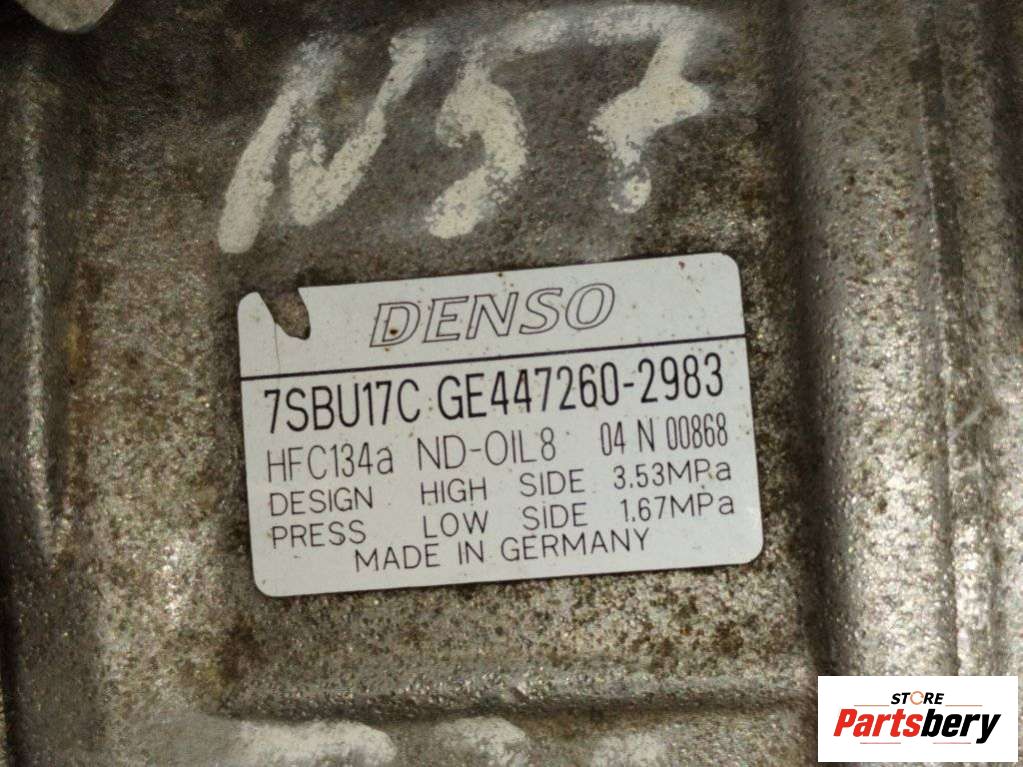 N57
DENSO
7SBU17C GE447260-2983
HFC134a ND-OIL8 04 N 00868
DESIGN HIGH SIDE 3.53MPa
PRESS LOW SIDE 1.67MPa
MADE IN GERMANY
STORE
Partsbery